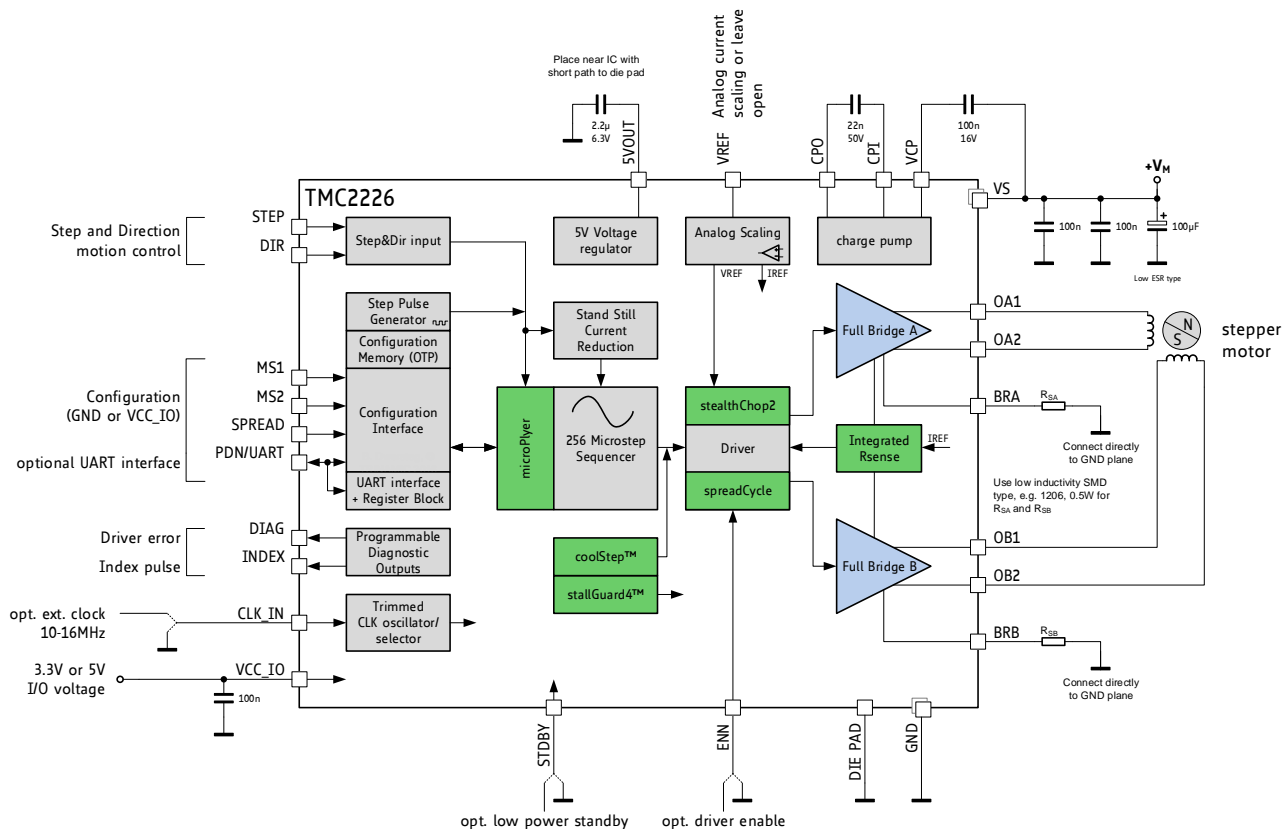 Place near IC with
short path to die pad
2.2µ
6.3V
5VOUT
Analog current
scaling or leave
open
VREF
22n
50V
CPO
CPI
VCP
100n
16V
+VM
VS
100n
100n
+
100µF
Low ESR type
TMC2226
Step and Direction
motion control
STEP
DIR
Step&Dir input
5V Voltage
regulator
Analog Scaling
VREF
IREF
charge pump
Step Pulse
Generator
Configuration
Memory (OTP)
Stand Still
Current
Reduction
Full Bridge A
OA1
OA2
N
S
stepper
motor
BRA
RSA
Connect directly
to GND plane
Configuration
(GND or VCC_IO)
optional UART interface
MS1
MS2
SPREAD
PDN/UART
Configuration
Interface
UART interface
+ Register Block
microPlyer
256 Microstep
Sequencer
stealthChop2
Driver
spreadCycle
Integrated
Rsense
IREF
Use low inductivity SMD
type, e.g. 1206, 0.5W for
RSA and RSB
Driver error
Index pulse
DIAG
INDEX
Programmable
Diagnostic
Outputs
coolStep™
stallGuard4™
Full Bridge B
OB1
OB2
BRB
RSB
Connect directly
to GND plane
opt. ext. clock
10-16MHz
CLK_IN
Trimmed
CLK oscillator/
selector
3.3V or 5V
I/O voltage
VCC_IO
100n
STDBY
ENN
DIE PAD
GND
opt. low power standby
opt. driver enable